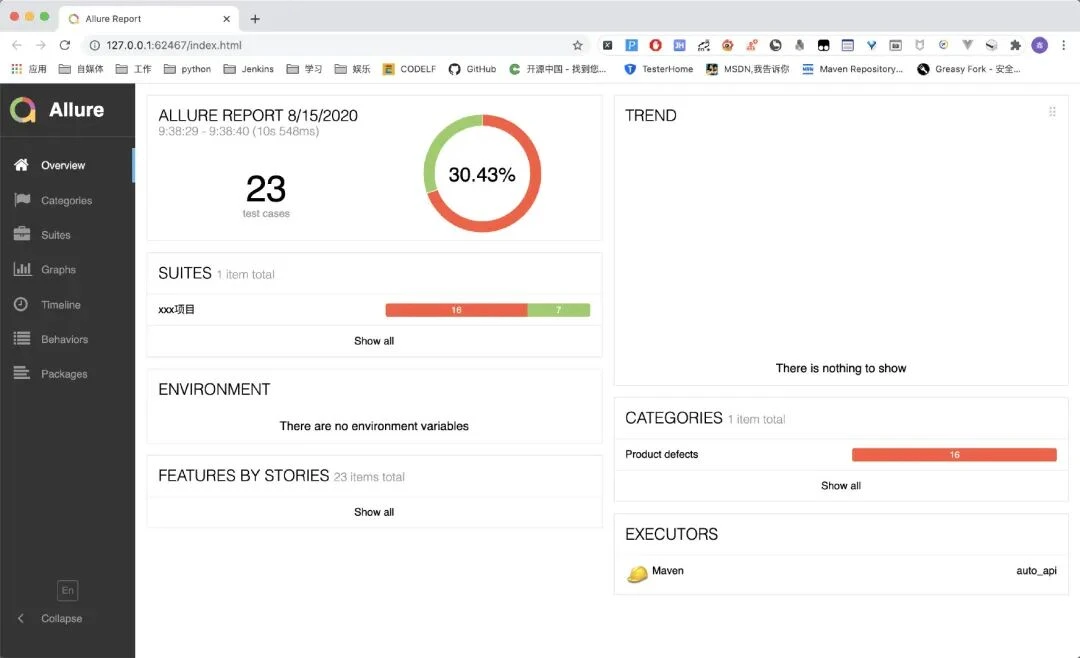 Allure Report
127.0.0.1:62467/index.html
应用 自媒体 工作 python Jenkins 学习 娱乐 CODELF GitHub 开源中国 - 找到您... TesterHome MSDN,我告诉你 Maven Repository... Greasy Fork - 安全...
Allure
Overview
Categories
Suites
Graphs
Timeline
Behaviors
Packages
En
Collapse
ALLURE REPORT 8/15/2020
9:38:29 - 9:38:40 (10s 548ms)
23
test cases
30.43%
SUITES 1 item total
xxx项目 16 7
Show all
ENVIRONMENT
There are no environment variables
FEATURES BY STORIES 23 items total
Show all
TREND
There is nothing to show
CATEGORIES 1 item total
Product defects 16
Show all
EXECUTORS
Maven auto_api